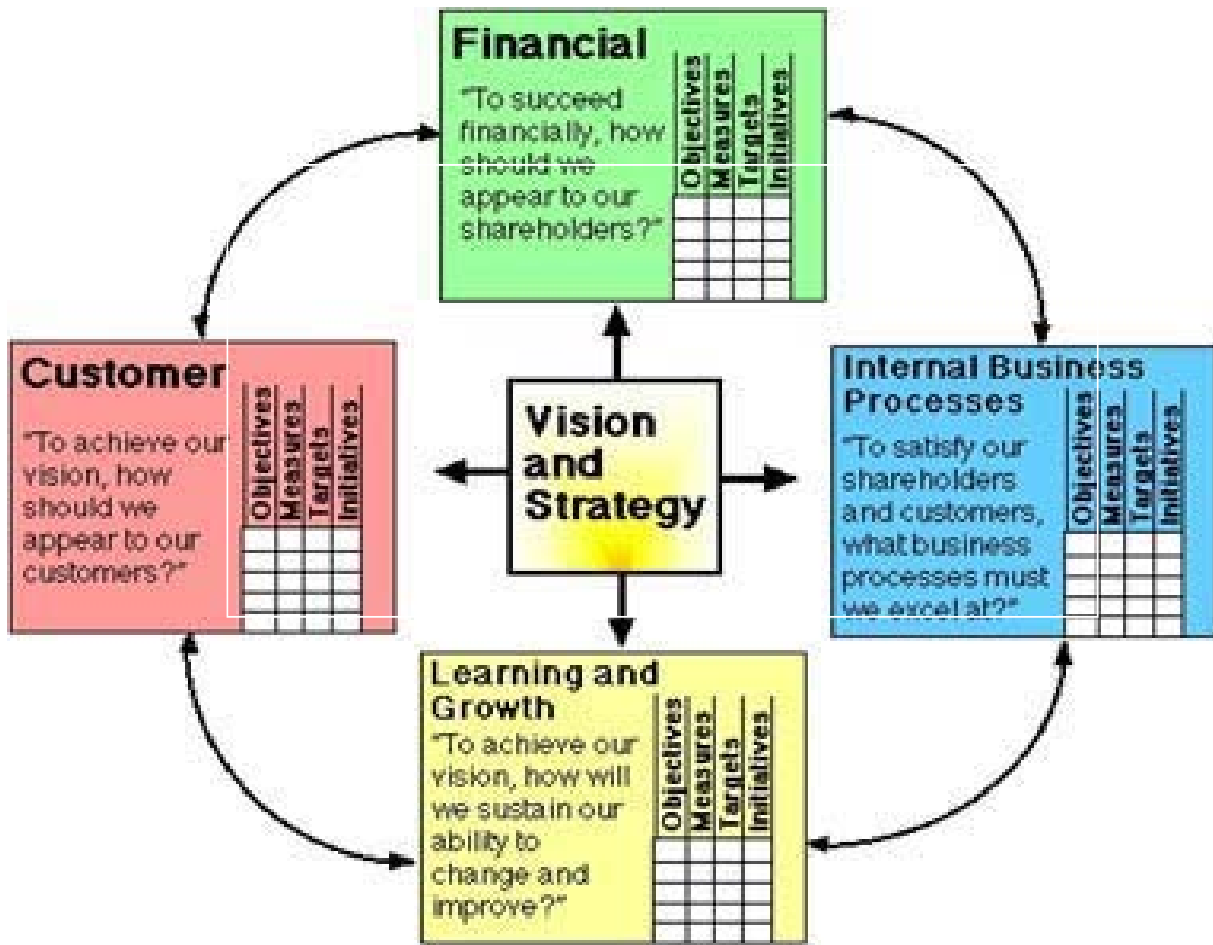 Financial
"To succeed
financially, how
should we
appear to our
shareholders?"
Objectives
Measures
Targets
Initiatives
Customer
"To achieve our
vision, how
should we
appear to our
customers?"
Objectives
Measures
Targets
Initiatives
Vision
and
Strategy
Internal Business
Processes
"To satisfy our
shareholders
and customers,
what business
processes must
we excel at?"
Objectives
Measures
Targets
Initiatives
Learning and
Growth
"To achieve our
vision, how will
we sustain our
ability to
change and
improve?"
Objectives
Measures
Targets
Initiatives